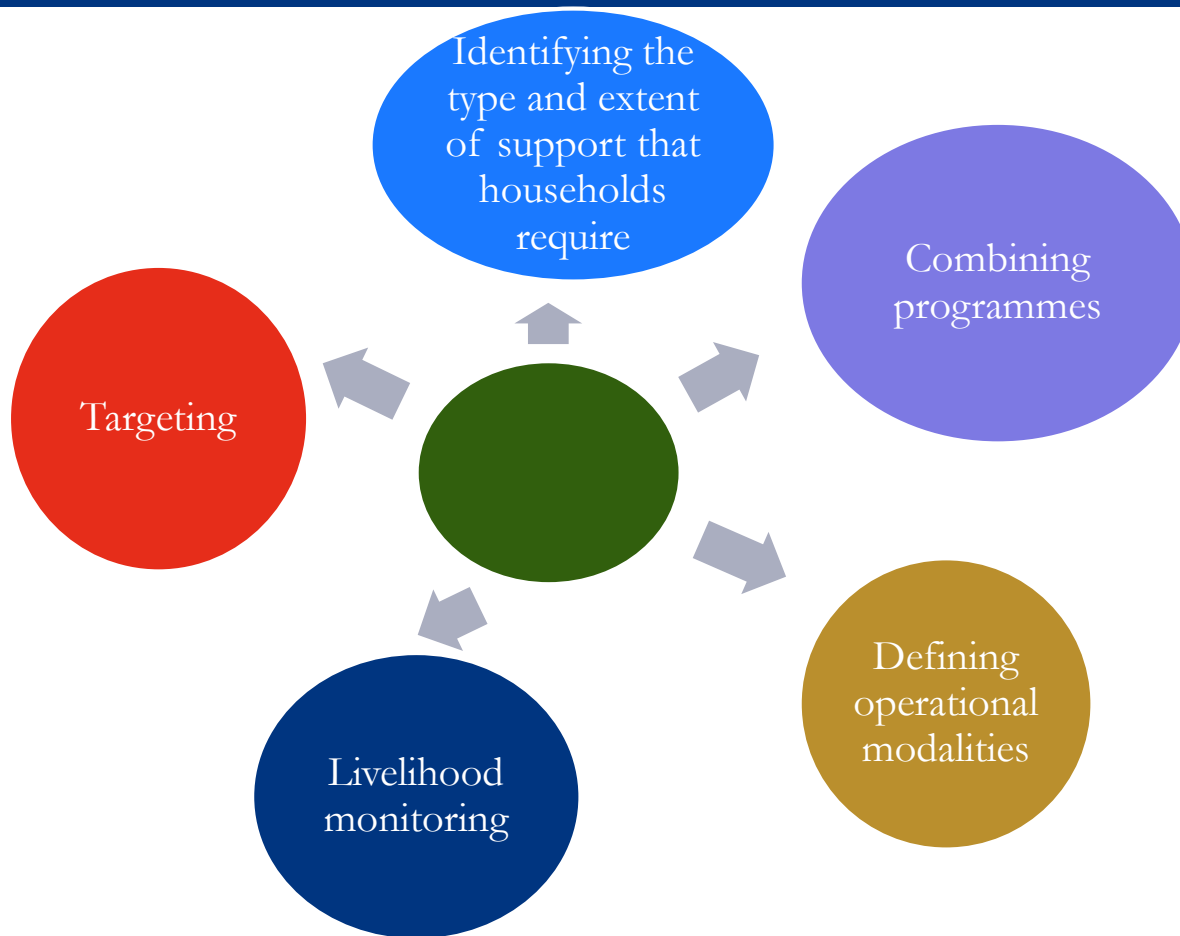 Identifying the
type and extent
of support that
households
require
Combining
programmes
Targeting
Defining
operational
modalities
Livelihood
monitoring